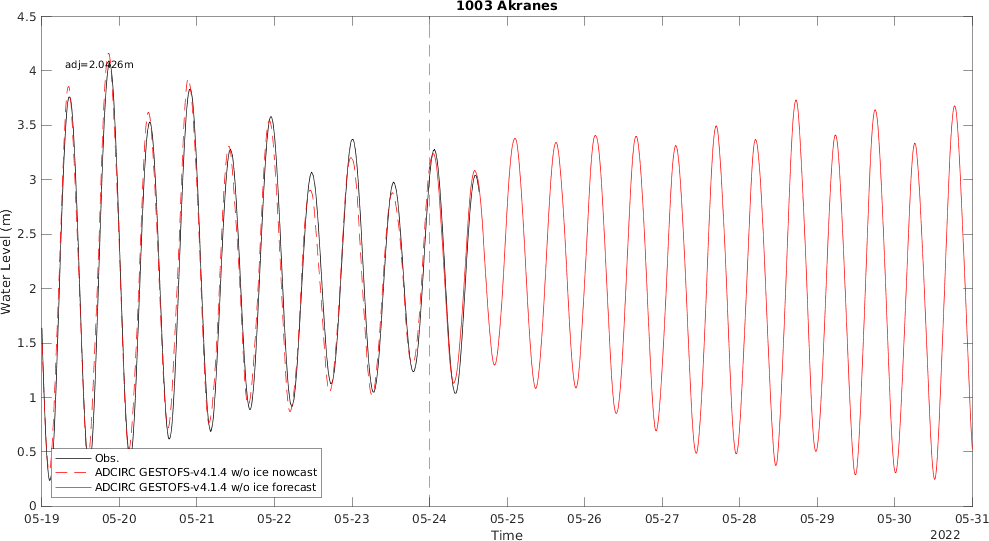 1003 Akranes
4.5
4
3.5
3
2.5
2
1.5
1
0.5
0
Water Level (m)
adj=2.0426m
Obs.
ADCIRC GESTOFS-v4.1.4 w/o ice nowcast
ADCIRC GESTOFS-v4.1.4 w/o ice forecast
05-19 05-20 05-21 05-22 05-23 05-24 05-25 05-26 05-27 05-28 05-29 05-30 05-31
Time
2022